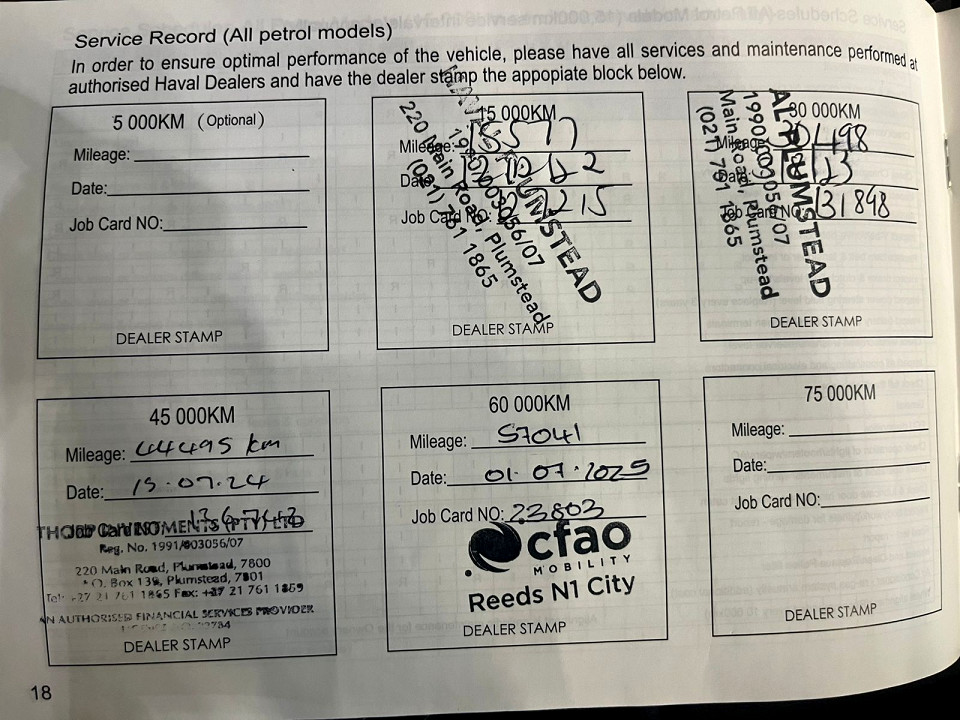 Service Record (All petrol models)
In order to ensure optimal performance of the vehicle, please have all services and maintenance performed at
authorised Haval Dealers and have the dealer stamp the appopiate block below.
5 000KM (Optional)
Mileage:
Date:
Job Card NO:
DEALER STAMP
15 000KM
Mileage: 15577
Date:
Job Card NO:
PLUMSTEAD
220 Main Road, Plumstead
(021) 761 1865
DEALER STAMP
30 000KM
Mileage:
Date:
Job Card NO: 131898
PLUMSTEAD
Main Road, Plumstead
(021) 761 1865
DEALER STAMP
45 000KM
Mileage: 44495 km
Date: 15.07.24
Job Card NO:
INVESTMENTS (PTY) LTD
Reg. No. 1991/003056/07
220 Main Road, Plumstead, 7800
P.O. Box 138, Plumstead, 7801
Tel: +27 21 761 1865 Fax: +27 21 761 1859
AN AUTHORISED FINANCIAL SERVICES PROVIDER
DEALER STAMP
60 000KM
Mileage: 57041
Date: 01.07.2025
Job Card NO: 23803
cfao
MOBILITY
Reeds N1 City
DEALER STAMP
75 000KM
Mileage:
Date:
Job Card NO:
DEALER STAMP
18